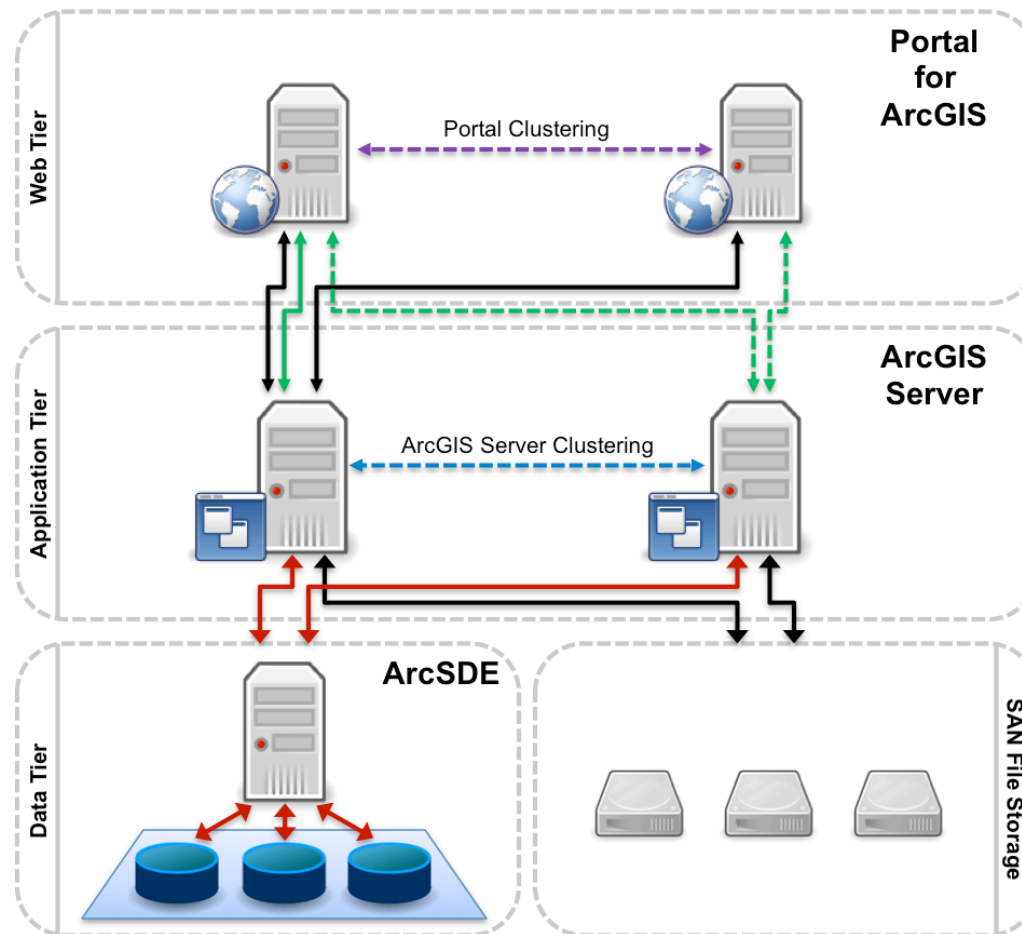 Portal
for
ArcGIS
Web Tier
Portal Clustering
ArcGIS
Server
Application Tier
ArcGIS Server Clustering
ArcSDE
Data Tier
SAN File Storage